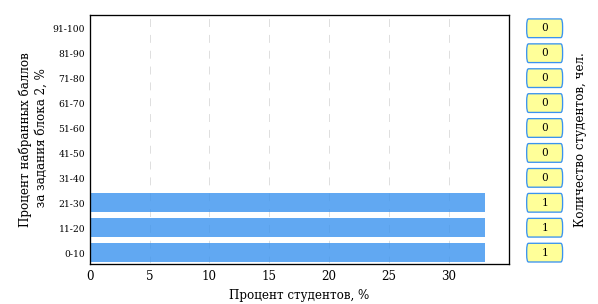 Процент набранных баллов
за задания блока 2, %
91-100 0
81-90 0
71-80 0
61-70 0
51-60 0
41-50 0
31-40 0
21-30 1
11-20 1
0-10 1
0 5 10 15 20 25 30
Процент студентов, %
Количество студентов, чел.